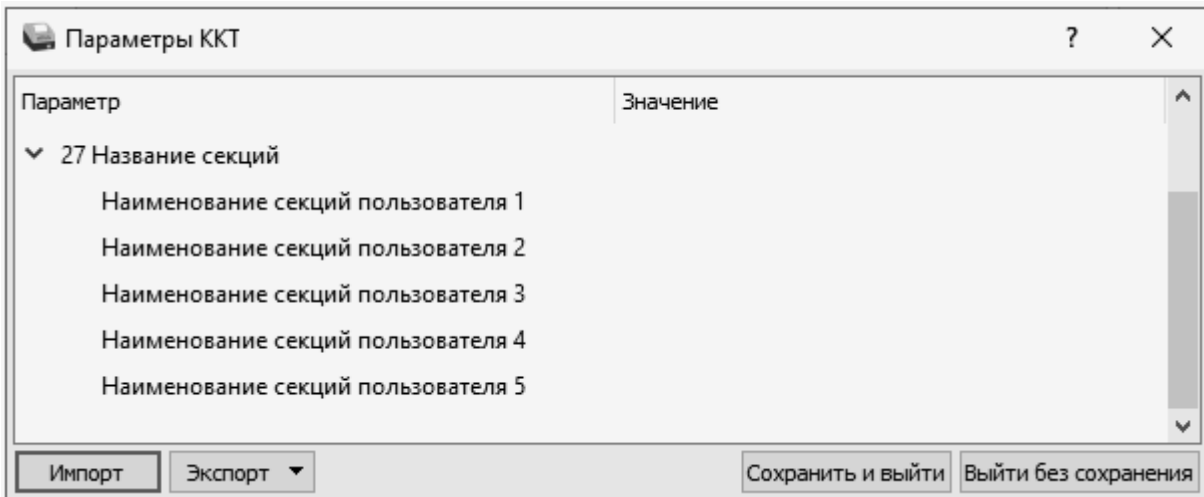 Параметры ККТ ?
Параметр Значение
27 Название секций
Наименование секций пользователя 1
Наименование секций пользователя 2
Наименование секций пользователя 3
Наименование секций пользователя 4
Наименование секций пользователя 5
Импорт Экспорт Сохранить и выйти Выйти без сохранения